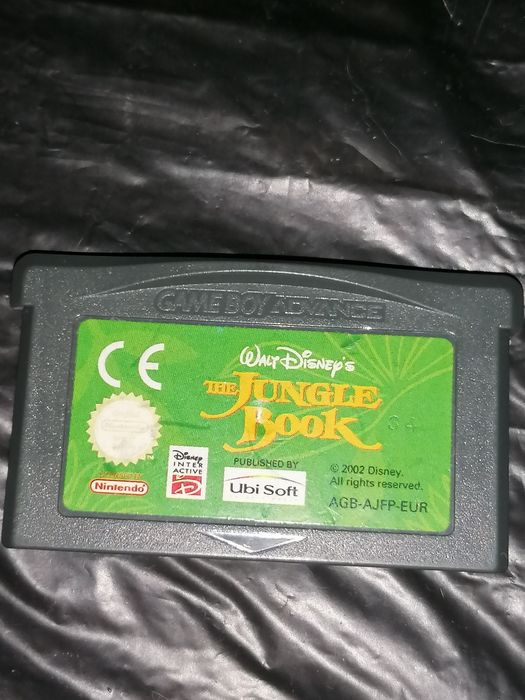 GAME BOY ADVANCE
CE
WALT DISNEY'S
THE JUNGLE
BOOK
Nintendo
Disney
INTER
ACTIVE
PUBLISHED BY
Ubi Soft
© 2002 Disney.
All rights reserved.
AGB-AJFP-EUR